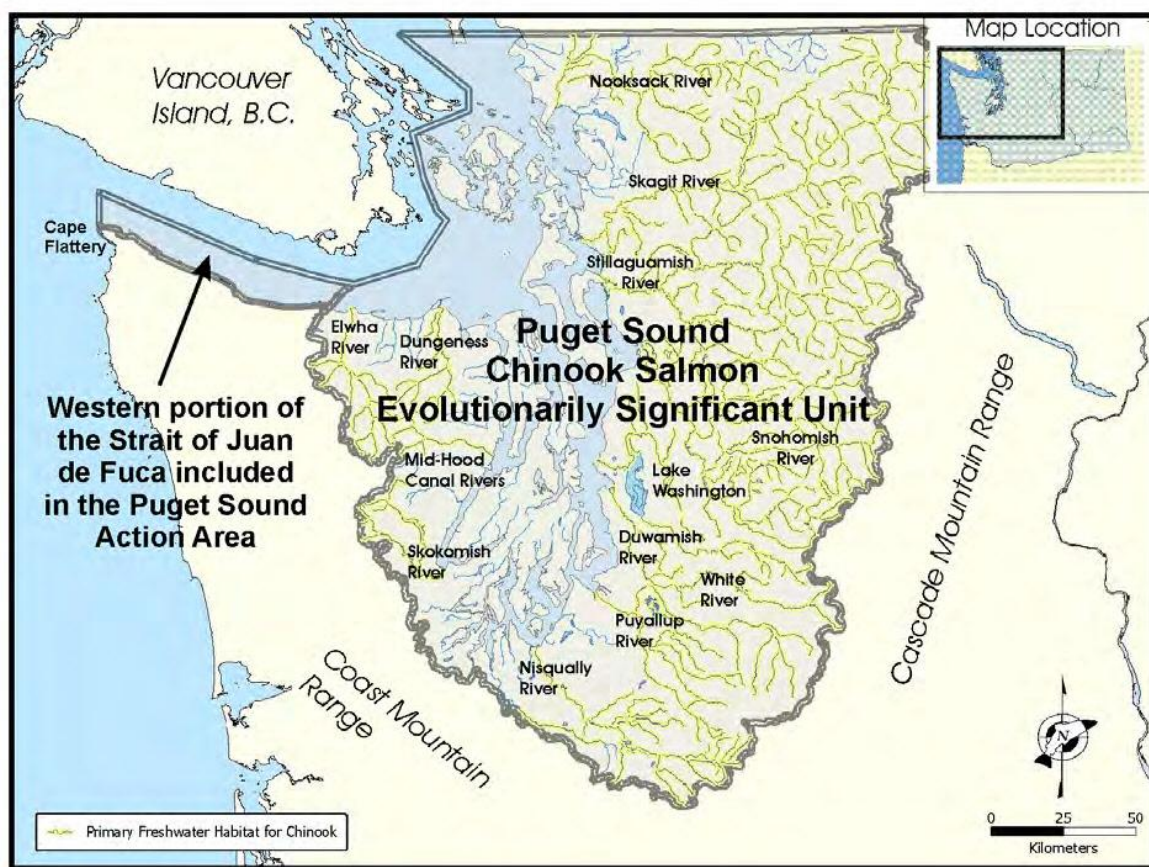 Map Location
Vancouver
Island, B.C.
Nooksack River
Skagit River
Cape
Flattery
Stillaguamish
River
Elwha
River
Dungeness
River
Puget Sound
Chinook Salmon
Evolutionarily Significant Unit
Western portion of
the Strait of Juan
de Fuca included
in the Puget Sound
Action Area
Mid-Hood
Canal Rivers
Snohomish
River
Lake
Washington
Cascade Mountain Range
Skokomish
River
Duwamish
River
White
River
Puyallup
River
Nisqually
River
Coast Mountain
Range
N
Primary Freshwater Habitat for Chinook
0 25 50
Kilometers